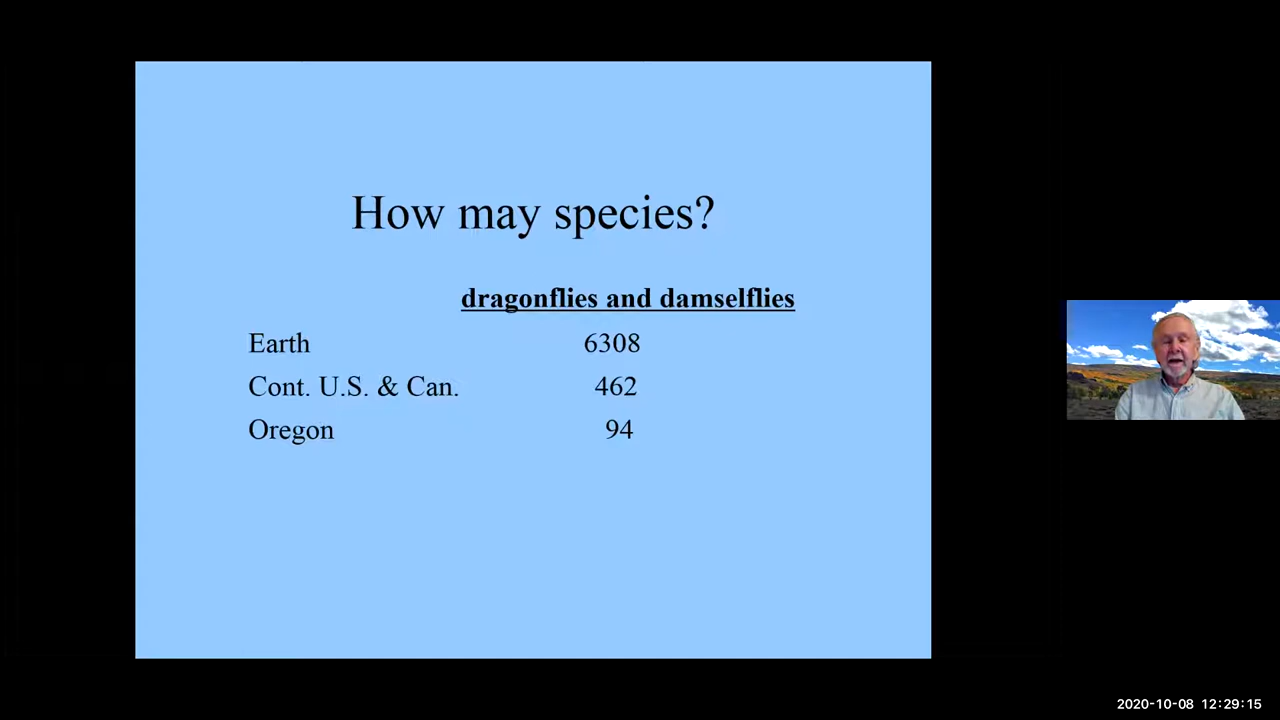 How may species?
dragonflies and damselflies
Earth 6308
Cont. U.S. & Can. 462
Oregon 94
2020-10-08 12:29:15